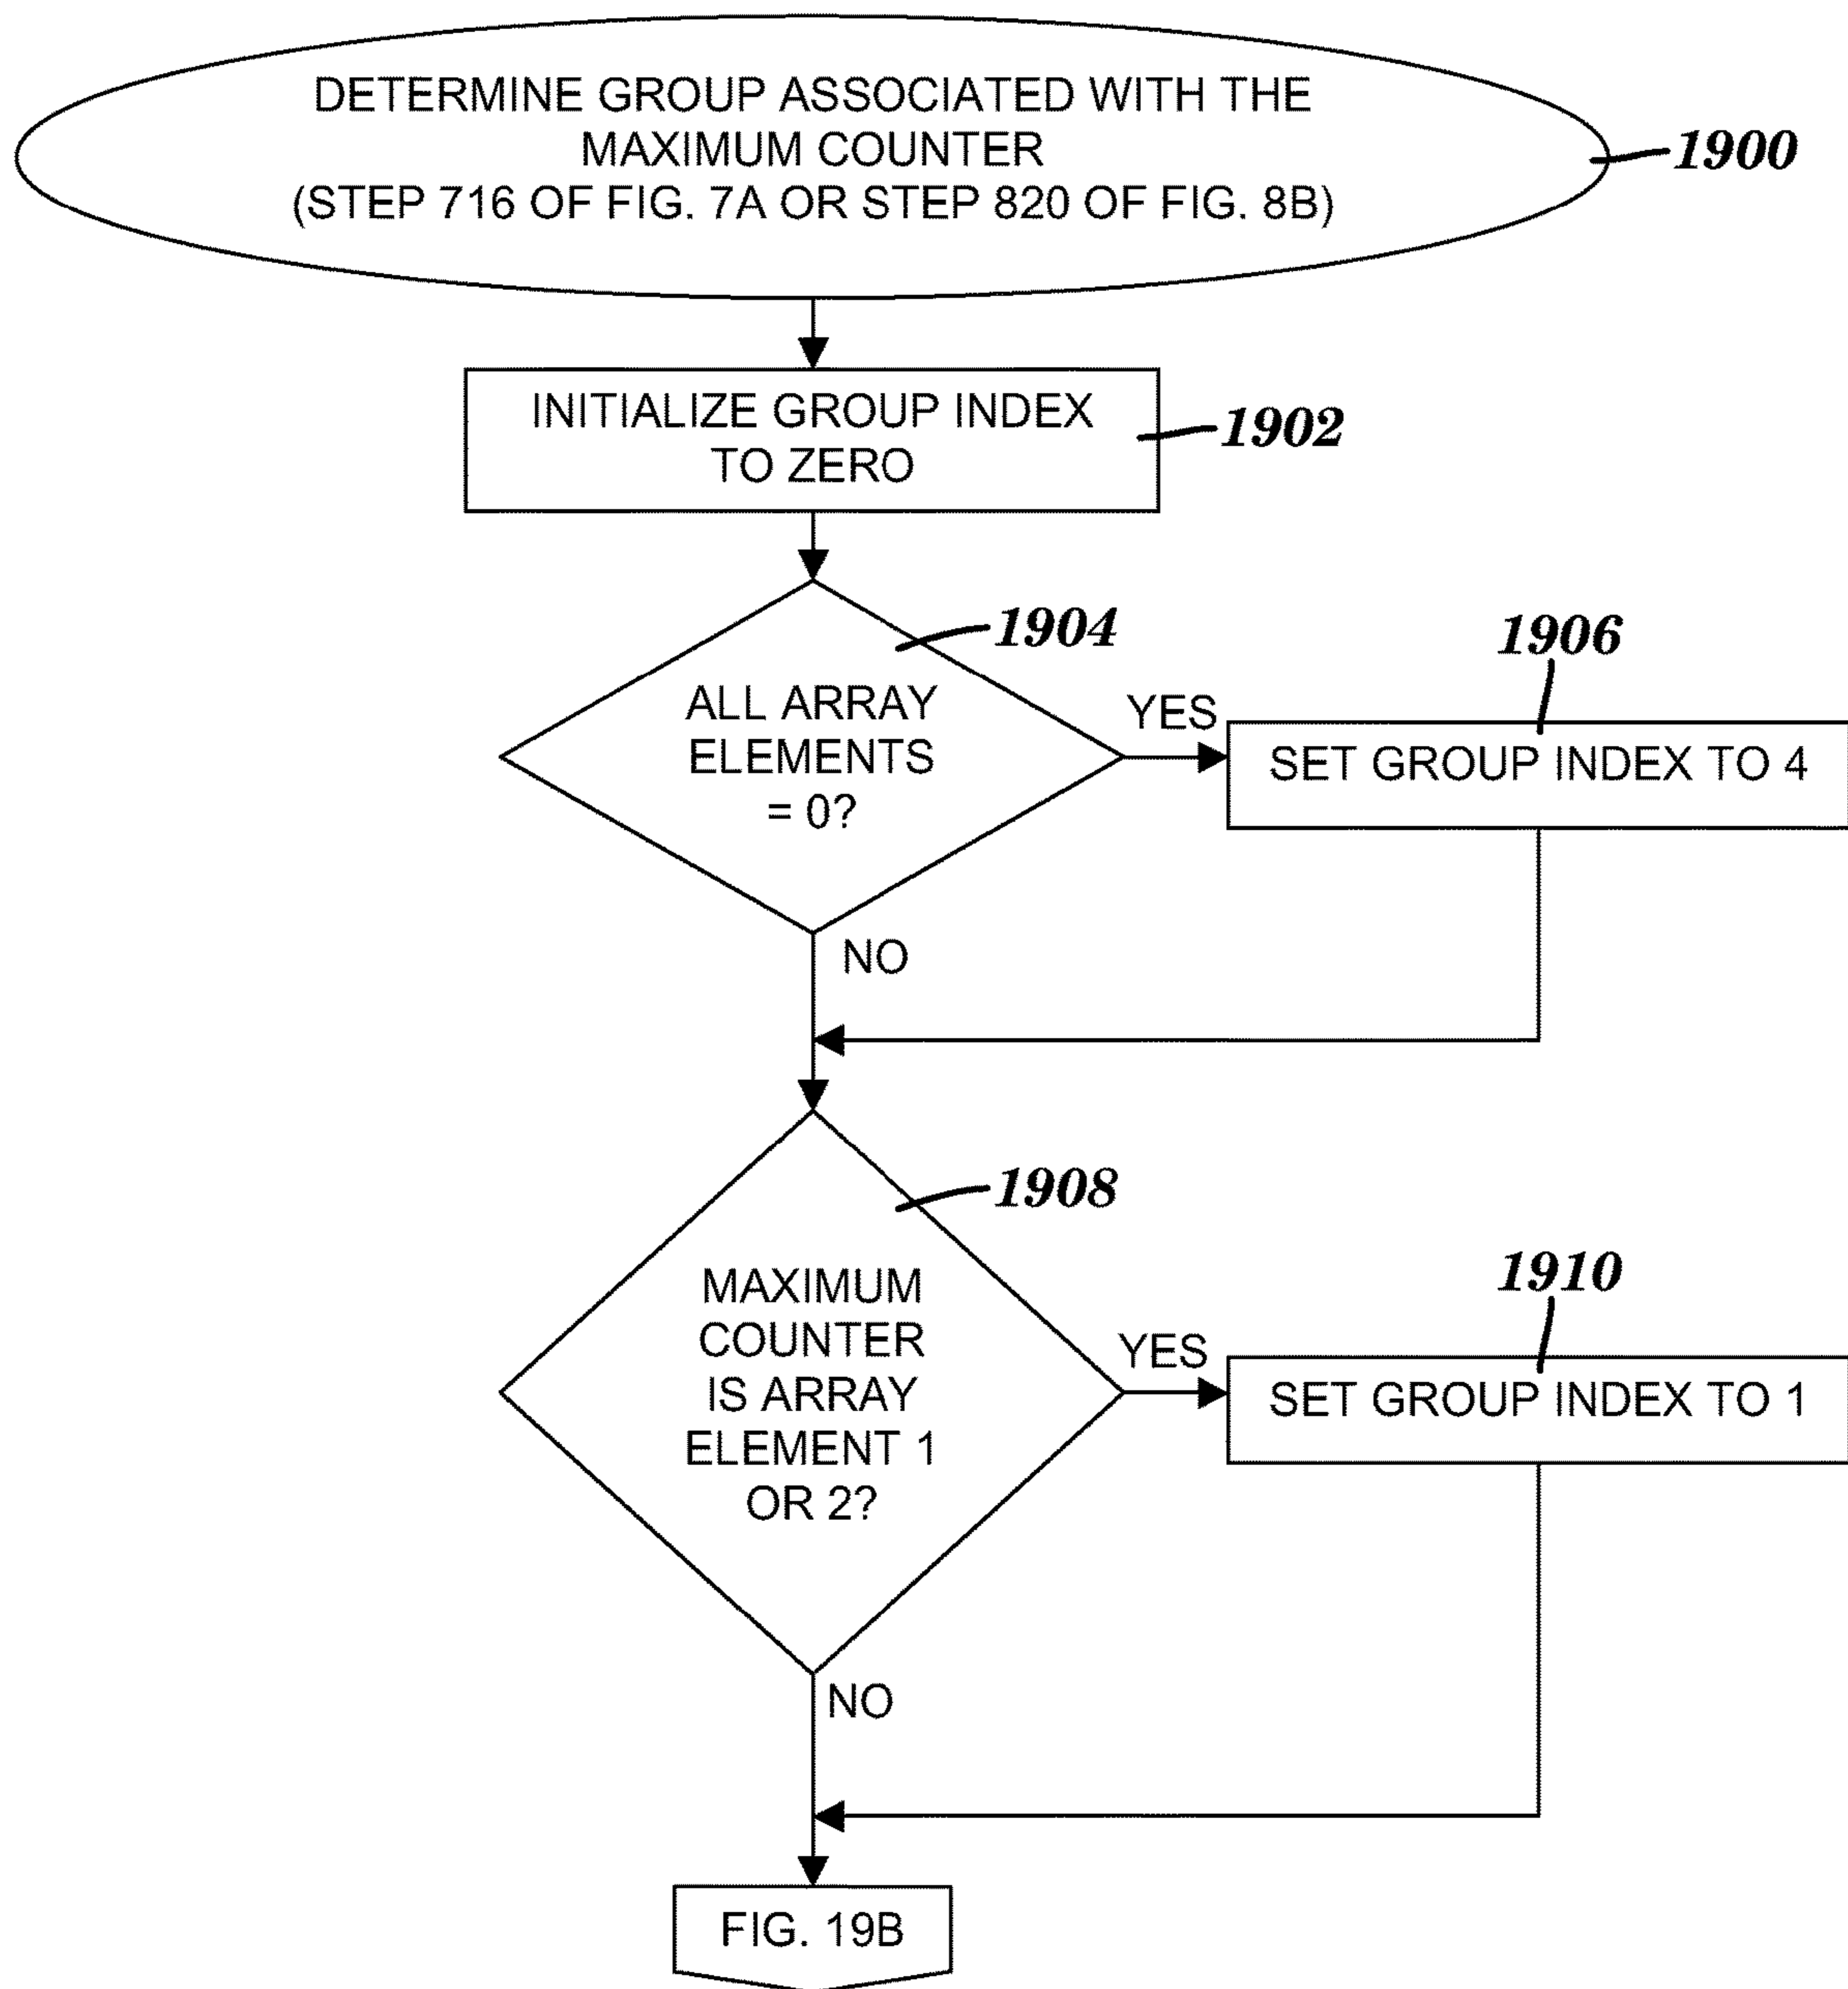 DETERMINE GROUP ASSOCIATED WITH THE
MAXIMUM COUNTER
(STEP 716 OF FIG. 7A OR STEP 820 OF FIG. 8B)
1900
INITIALIZE GROUP INDEX
TO ZERO
1902
1904
ALL ARRAY
ELEMENTS
= 0?
YES
1906
SET GROUP INDEX TO 4
NO
1908
MAXIMUM
COUNTER
IS ARRAY
ELEMENT 1
OR 2?
YES
1910
SET GROUP INDEX TO 1
NO
FIG. 19B